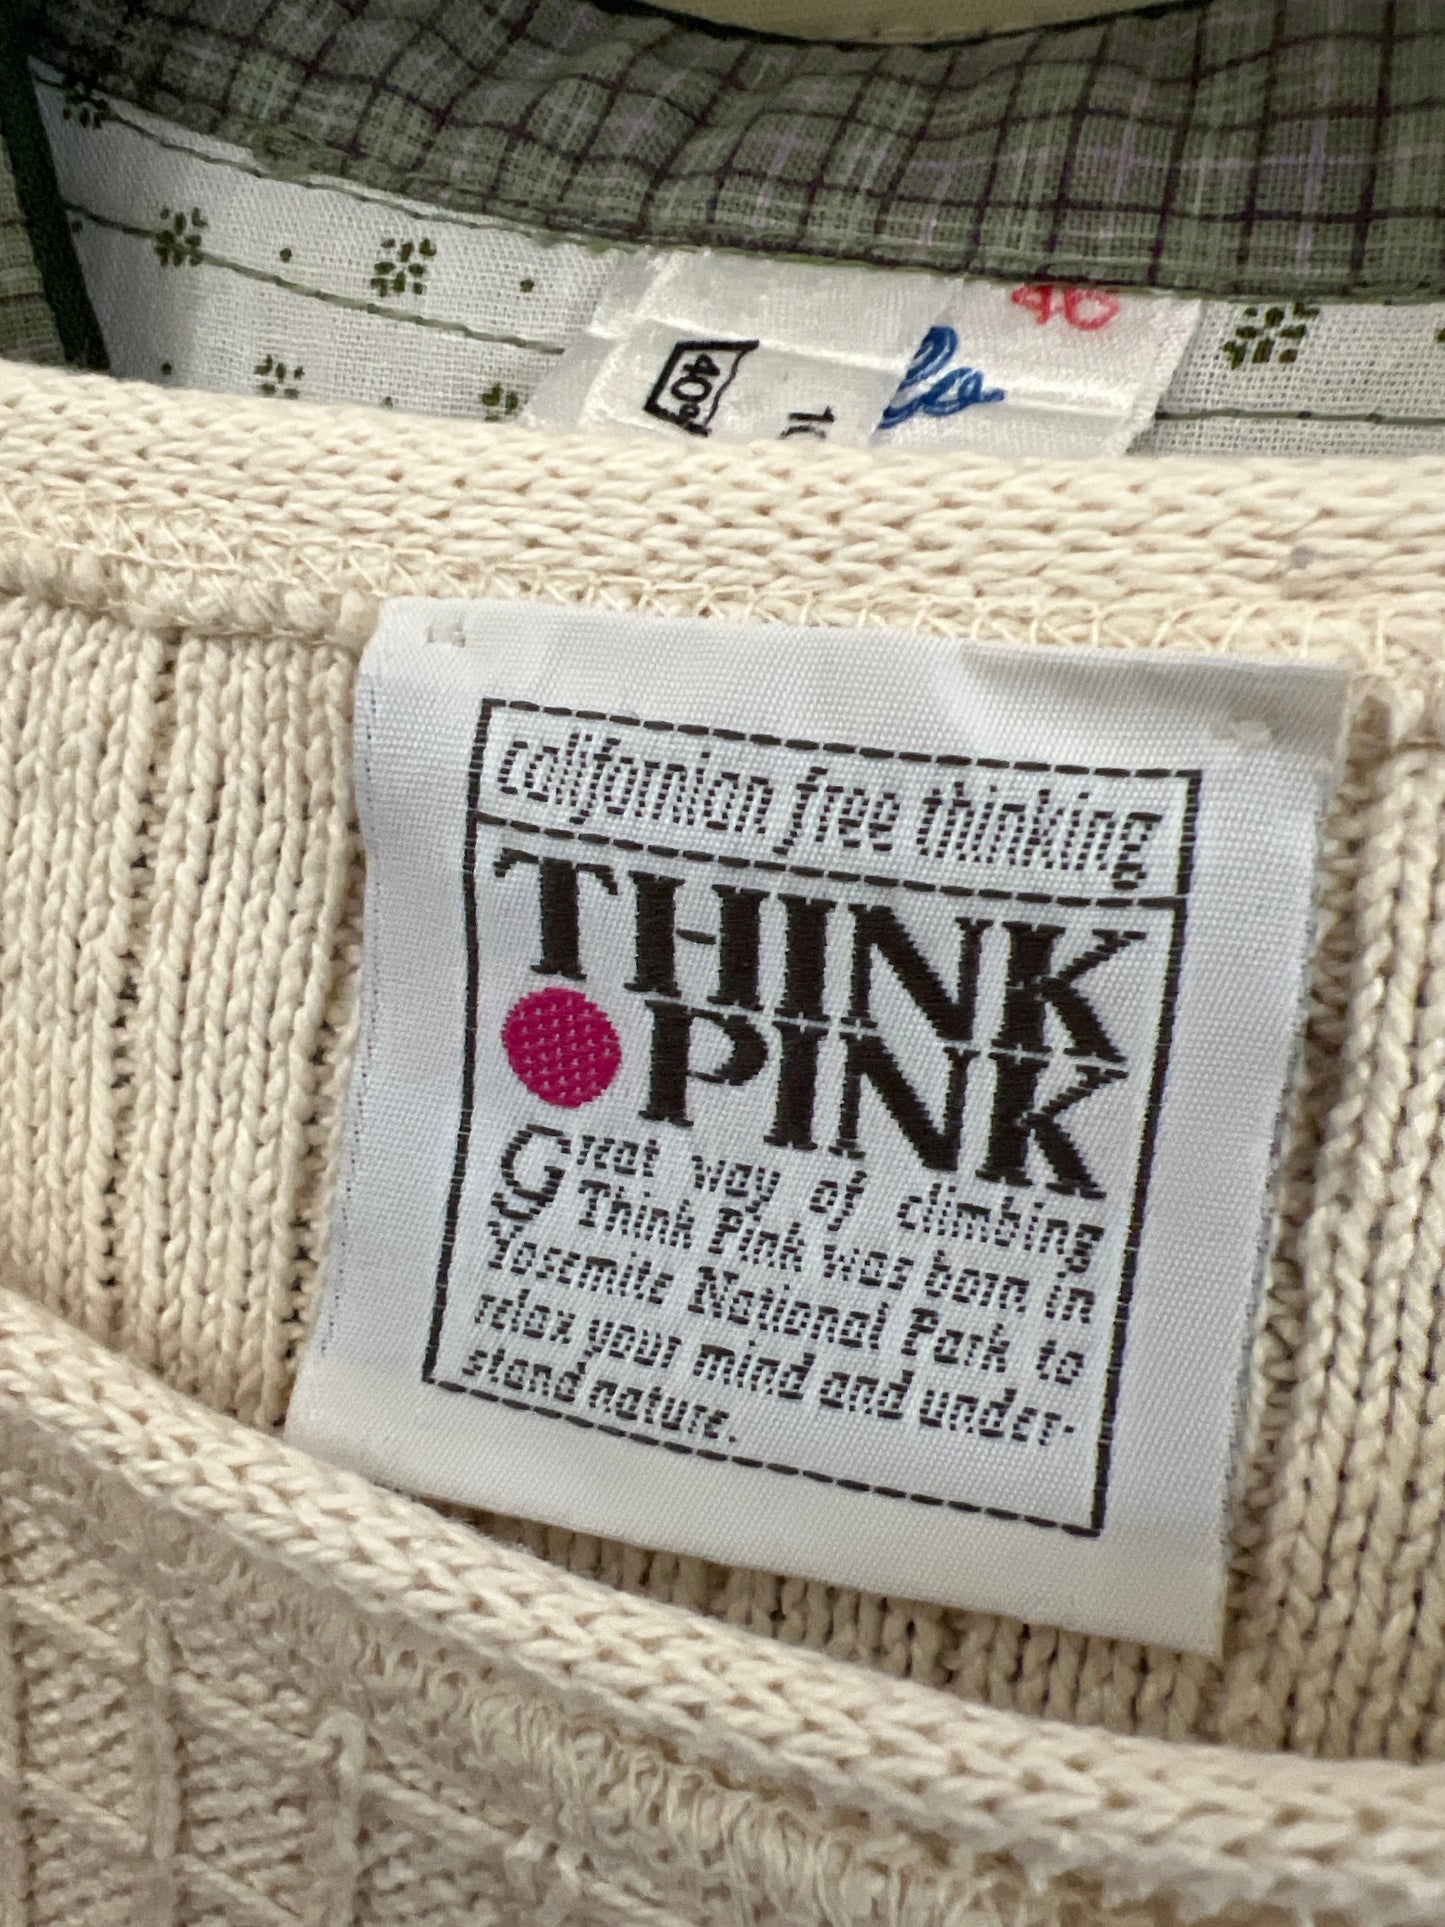 46
40°
californian free thinking
THINK
PINK
Great way of climbing
Think Pink was born in
Yosemite National Park to
relax your mind and under-
stand nature.